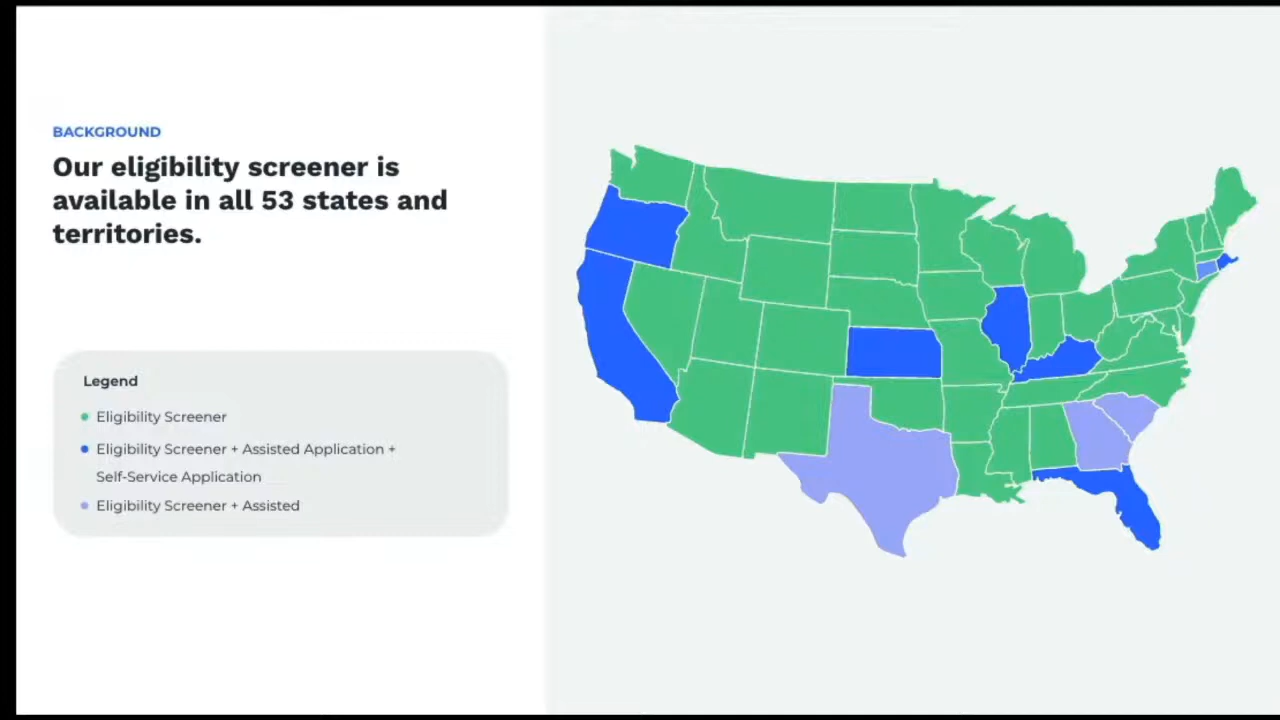 BACKGROUND
Our eligibility screener is
available in all 53 states and
territories.
Legend
Eligibility Screener
Eligibility Screener + Assisted Application +
Self-Service Application
Eligibility Screener + Assisted